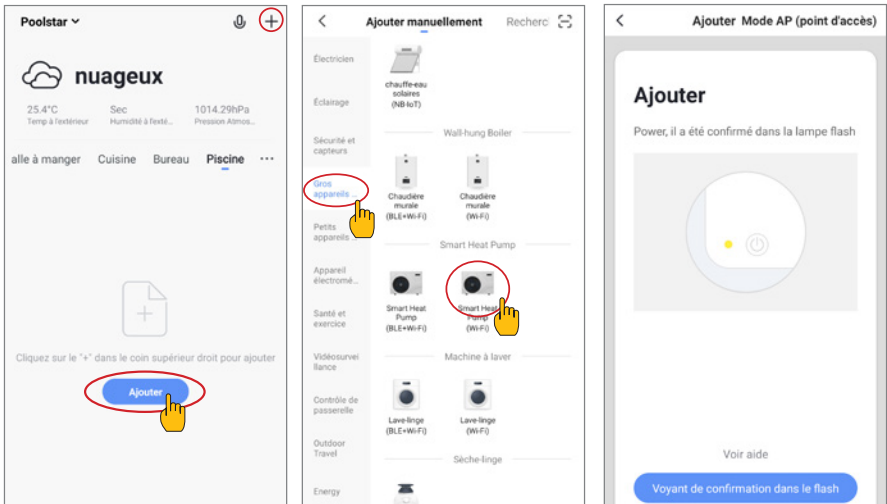 Poolstar
nuageux
25.4°C Sec 1014.29hPa
Temp à l'extérieur Humidité à l'exté... Pression Atmos...
alle à manger Cuisine Bureau Piscine ...
Cliquez sur le "+" dans le coin supérieur droit pour ajouter
Ajouter
Ajouter manuellement Recherc
Électricien
Éclairage
Sécurité et
capteurs
Gros
appareils ...
Petits
appareils ...
Appareil
électromé...
Santé et
exercice
Vidéosurvei
llance
Contrôle de
passerelle
Outdoor
Travel
Energy
chauffe-eau
solaires
(NB-IoT)
Wall-hung Boiler
Chaudière
murale
(BLE+Wi-Fi)
Chaudière
murale
(Wi-Fi)
Smart Heat Pump
Smart Heat
Pump
(BLE+Wi-Fi)
Smart Heat
Pump
(Wi-Fi)
Machine à laver
Lave-linge
(BLE+Wi-Fi)
Lave-linge
(Wi-Fi)
Sèche-linge
Ajouter Mode AP (point d'accès)
Ajouter
Power, il a été confirmé dans la lampe flash
Voir aide
Voyant de confirmation dans le flash